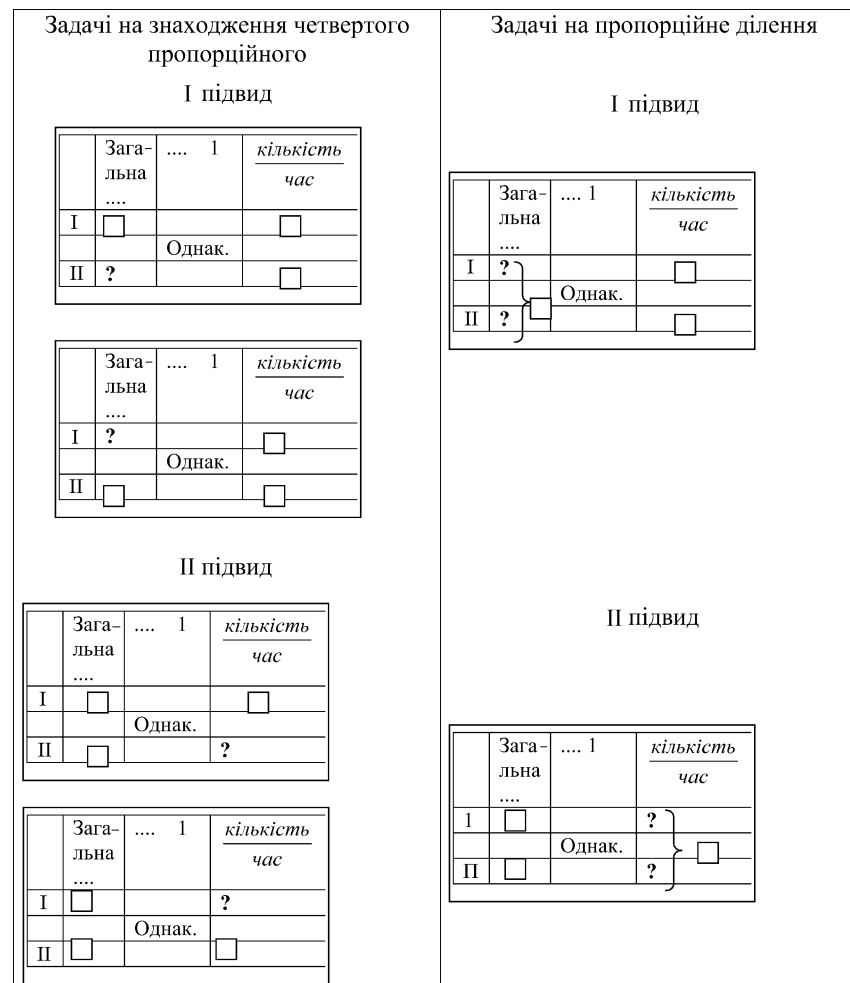 Задачі на знаходження четвертого
пропорційного
І підвид
Зага-
льна
....
.... 1
кількість
час
І
Однак.
ІІ ?
Зага-
льна
....
.... 1
кількість
час
І ?
Однак.
ІІ
ІІ підвид
Зага-
льна
....
.... 1
кількість
час
І
Однак.
ІІ ?
Зага-
льна
....
.... 1
кількість
час
І ?
Однак.
ІІ
Задачі на пропорційне ділення
І підвид
Зага-
льна
...
.... 1
кількість
час
І ?
Однак.
ІІ ?
ІІ підвид
Зага-
льна
....
.... 1
кількість
час
1 ?
Однак.
П ?